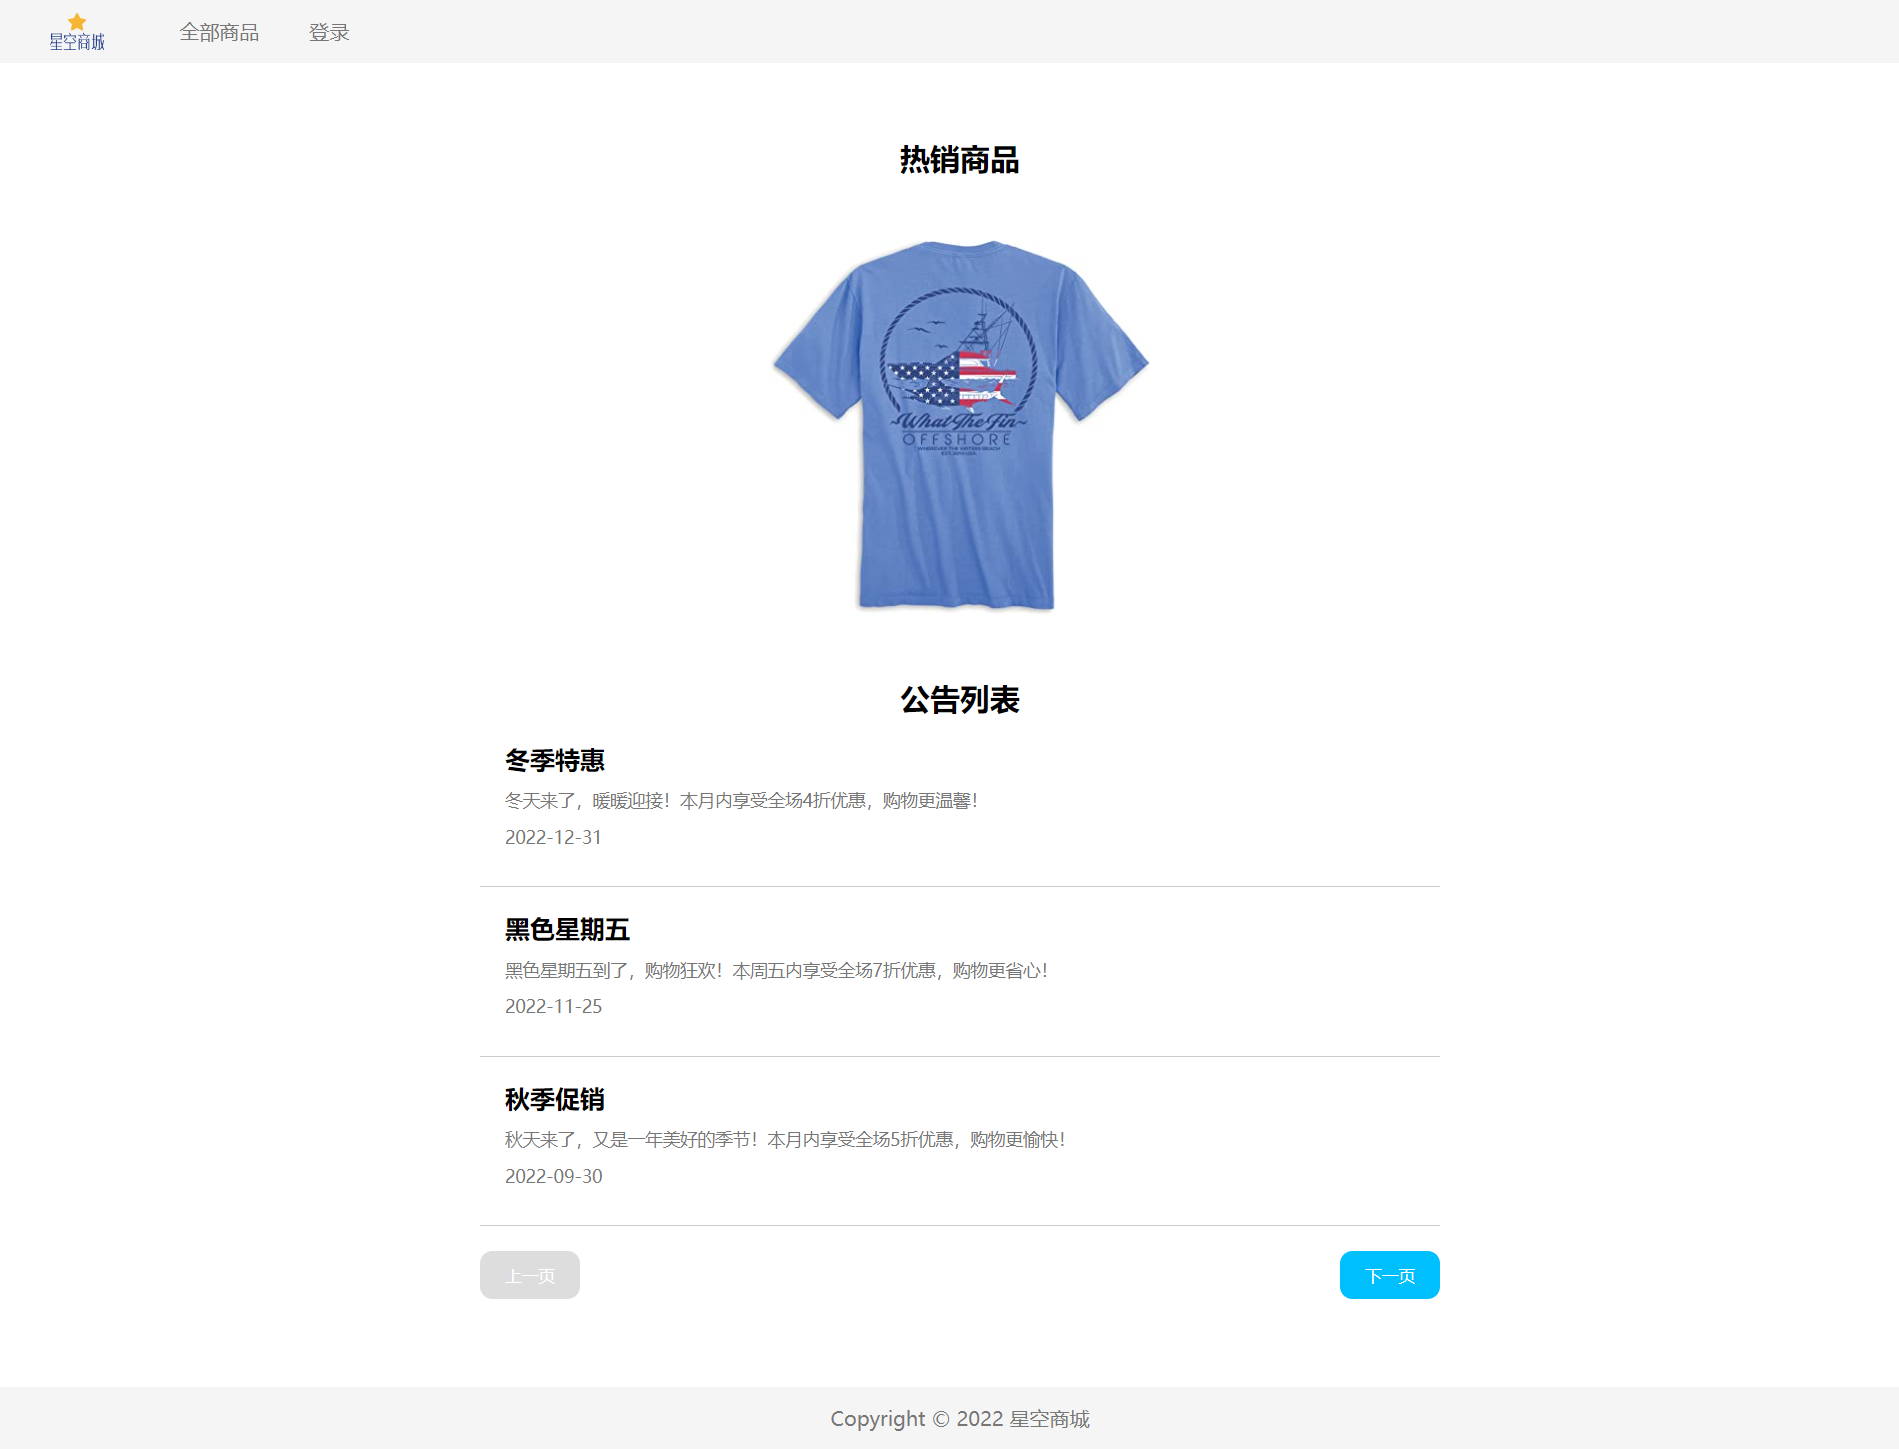 星空商城
全部商品 登录
热销商品
What The Fin
OFFSHORE
WHEREVER THE WATERS REACH
公告列表
冬季特惠
冬天来了，暖暖迎接！本月内享受全场4折优惠，购物更温馨！
2022-12-31
黑色星期五
黑色星期五到了，购物狂欢！本周五内享受全场7折优惠，购物更省心！
2022-11-25
秋季促销
秋天来了，又是一年美好的季节！本月内享受全场5折优惠，购物更愉快！
2022-09-30
上一页
下一页
Copyright © 2022 星空商城